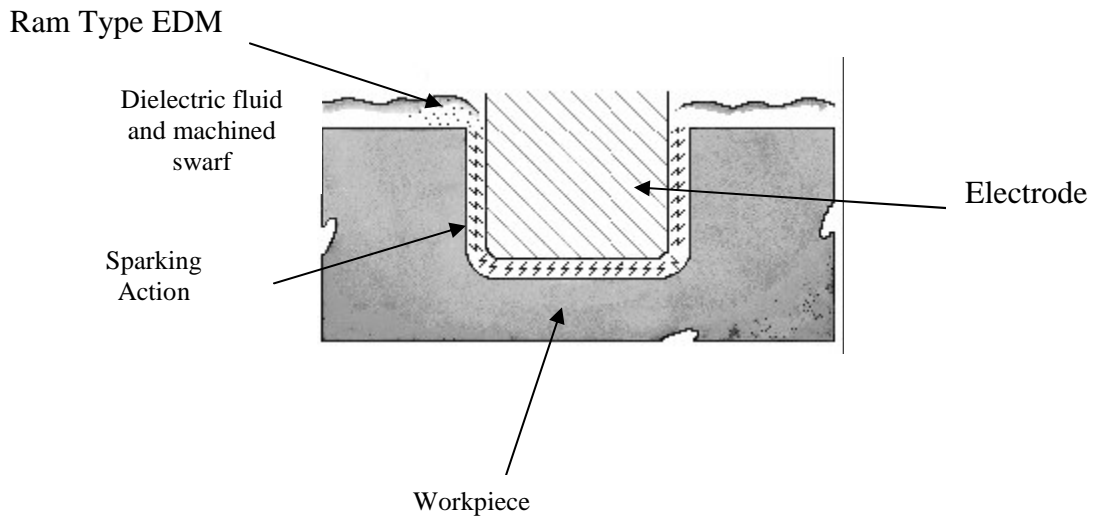 Ram Type EDM
Dielectric fluid
and machined
swarf
Electrode
Sparking
Action
Workpiece